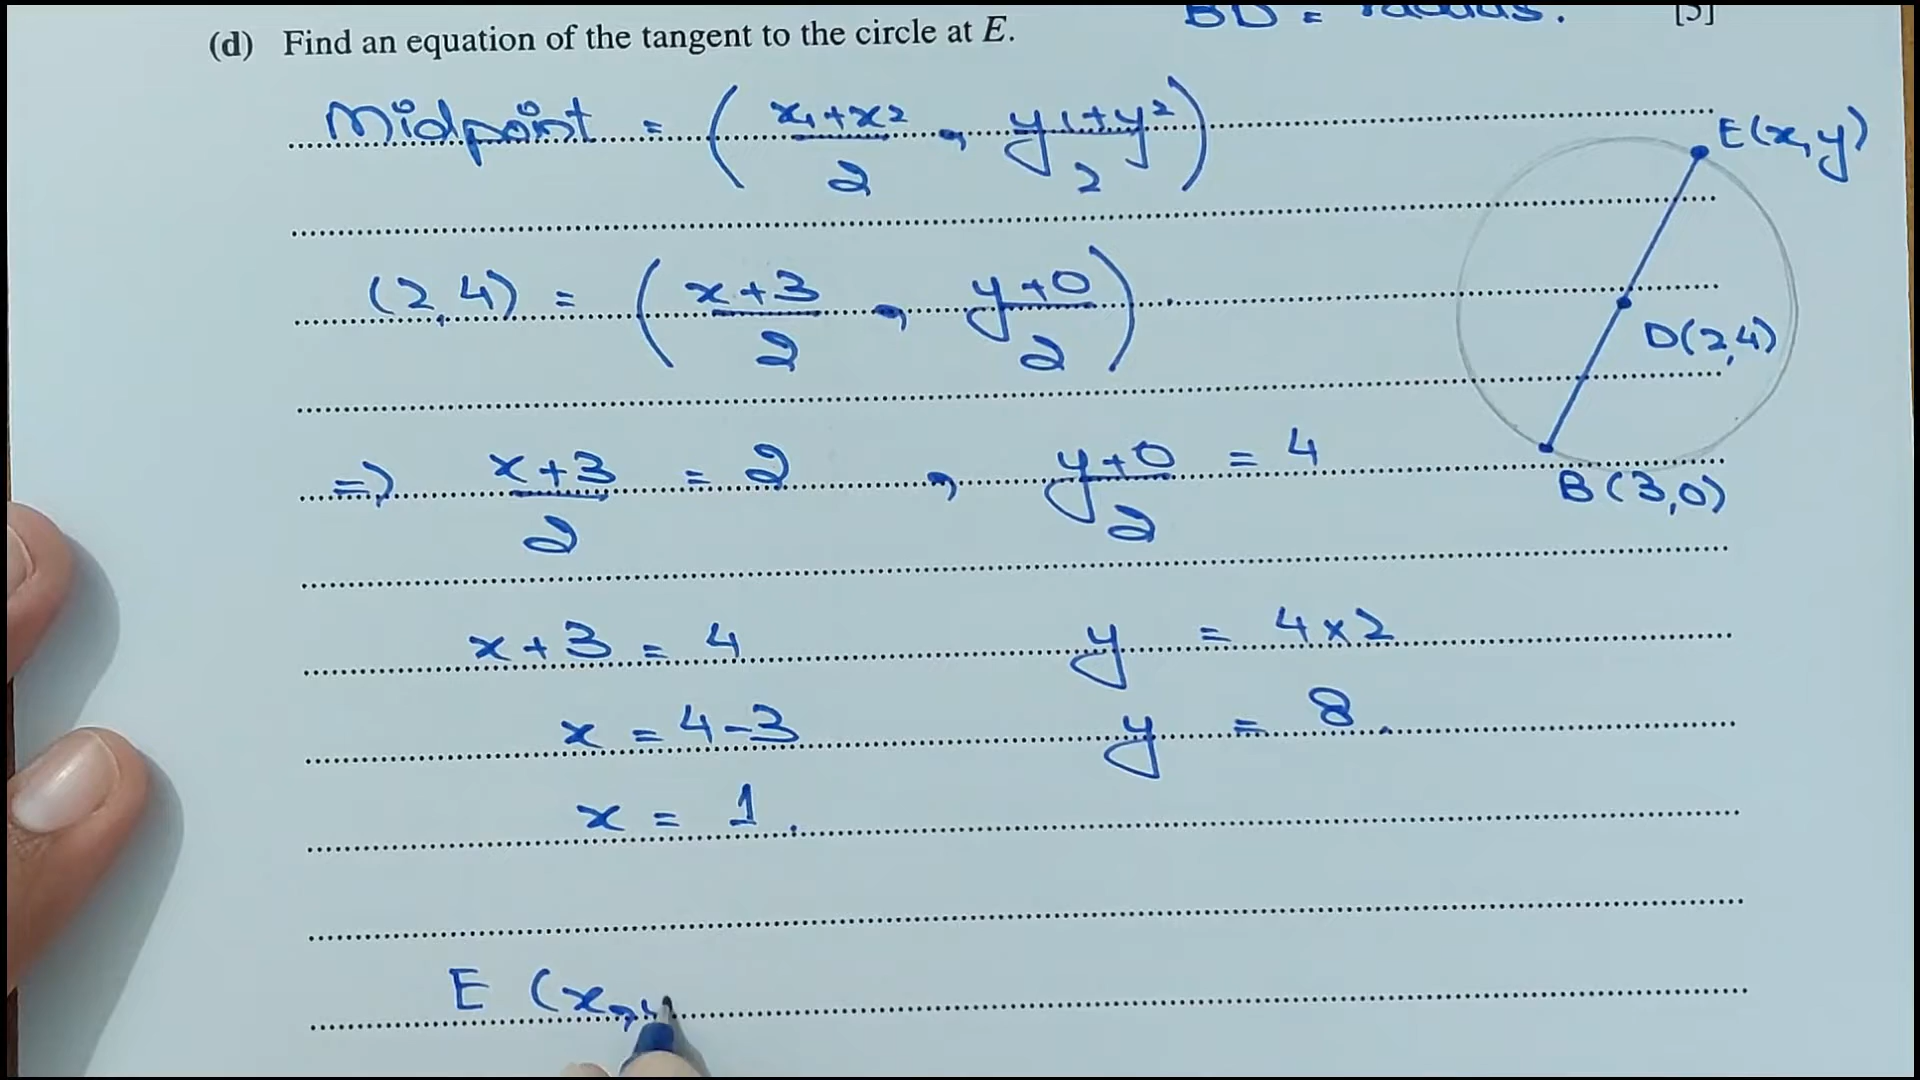 BD = radius. [5]
(d) Find an equation of the tangent to the circle at E.
Midpoint = (x₁+x₂/2 , y₁+y₂/2)
E(x,y)
(2,4) = (x+3/2 , y+0/2).
D(2,4)
=> x+3/2 = 2 , y+0/2 = 4
B(3,0)
x+3 = 4 y = 4×2
x = 4-3 y = 8.
x = 1.
E (x,